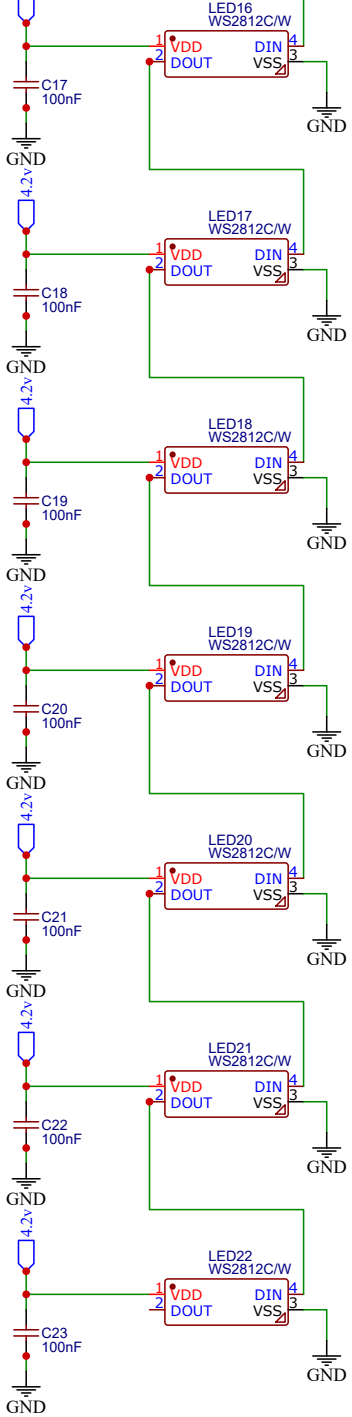 LED16
WS2812C/W
1 VDD DIN 4
2 DOUT VSS 3
C17
100nF
GND
GND
4.2v
LED17
WS2812C/W
1 VDD DIN 4
2 DOUT VSS 3
C18
100nF
GND
GND
4.2v
LED18
WS2812C/W
1 VDD DIN 4
2 DOUT VSS 3
C19
100nF
GND
GND
4.2v
LED19
WS2812C/W
1 VDD DIN 4
2 DOUT VSS 3
C20
100nF
GND
GND
4.2v
LED20
WS2812C/W
1 VDD DIN 4
2 DOUT VSS 3
C21
100nF
GND
GND
4.2v
LED21
WS2812C/W
1 VDD DIN 4
2 DOUT VSS 3
C22
100nF
GND
GND
4.2v
LED22
WS2812C/W
1 VDD DIN 4
2 DOUT VSS 3
C23
100nF
GND
GND